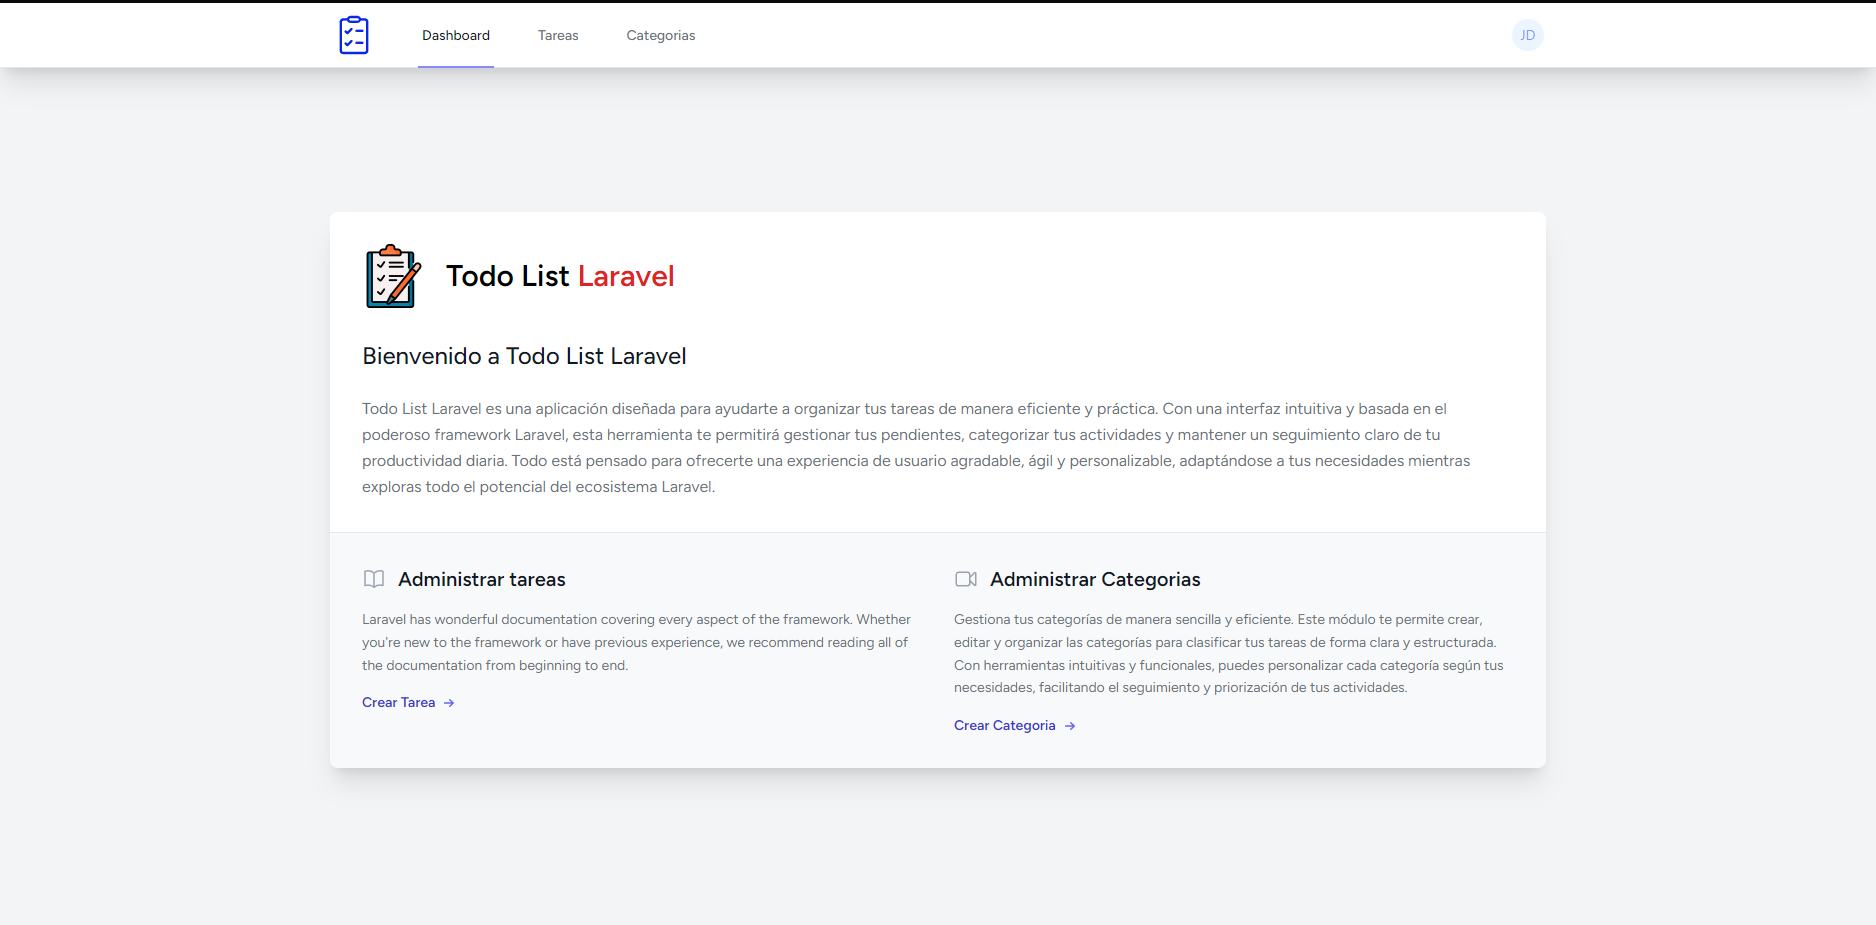 Dashboard Tareas Categorias JD
Todo List Laravel
Bienvenido a Todo List Laravel
Todo List Laravel es una aplicación diseñada para ayudarte a organizar tus tareas de manera eficiente y práctica. Con una interfaz intuitiva y basada en el
poderoso framework Laravel, esta herramienta te permitirá gestionar tus pendientes, categorizar tus actividades y mantener un seguimiento claro de tu
productividad diaria. Todo está pensado para ofrecerte una experiencia de usuario agradable, ágil y personalizable, adaptándose a tus necesidades mientras
exploras todo el potencial del ecosistema Laravel.
Administrar tareas
Laravel has wonderful documentation covering every aspect of the framework. Whether
you're new to the framework or have previous experience, we recommend reading all of
the documentation from beginning to end.
Crear Tarea →
Administrar Categorias
Gestiona tus categorías de manera sencilla y eficiente. Este módulo te permite crear,
editar y organizar las categorías para clasificar tus tareas de forma clara y estructurada.
Con herramientas intuitivas y funcionales, puedes personalizar cada categoría según tus
necesidades, facilitando el seguimiento y priorización de tus actividades.
Crear Categoria →